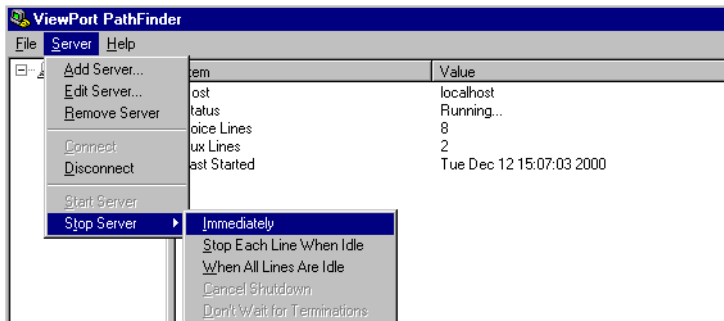 ViewPort PathFinder
File Server Help
Add Server...
Edit Server...
Remove Server
Connect
Disconnect
Start Server
Stop Server
Immediately
Stop Each Line When Idle
When All Lines Are Idle
Cancel Shutdown
Don't Wait for Terminations
tem Value
ost localhost
tatus Running...
oice Lines 8
ux Lines 2
ast Started Tue Dec 12 15:07:03 2000